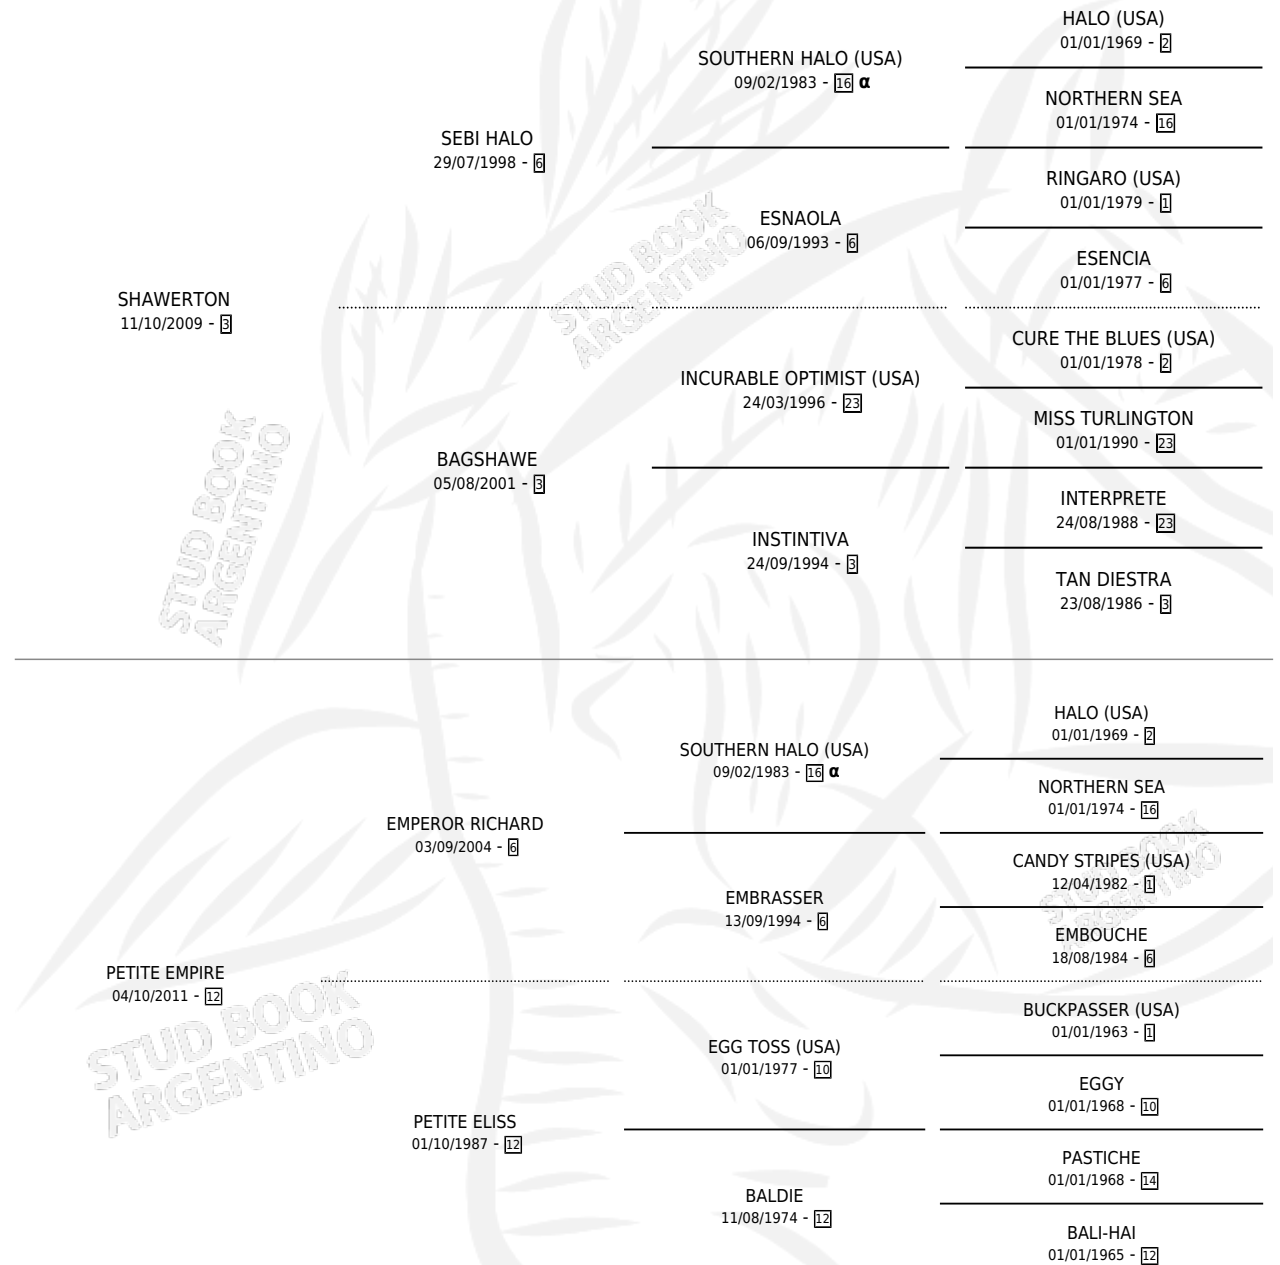 HALO (USA)
01/01/1969 - 2
SOUTHERN HALO (USA)
09/02/1983 - 16 α
NORTHERN SEA
01/01/1974 - 16
SEBI HALO
29/07/1998 - 6
RINGARO (USA)
01/01/1979 - 1
ESNAOLA
06/09/1993 - 6
ESENCIA
01/01/1977 - 6
STUD BOOK
ARGENTINO
SHAWERTON
11/10/2009 - 3
CURE THE BLUES (USA)
01/01/1978 - 2
INCURABLE OPTIMIST (USA)
24/03/1996 - 23
MISS TURLINGTON
01/01/1990 - 23
BAGSHAWE
05/08/2001 - 3
INTERPRETE
24/08/1988 - 23
INSTINTIVA
24/09/1994 - 3
TAN DIESTRA
23/08/1986 - 3
STUD BOOK
ARGENTINO
HALO (USA)
01/01/1969 - 2
SOUTHERN HALO (USA)
09/02/1983 - 16 α
NORTHERN SEA
01/01/1974 - 16
EMPEROR RICHARD
03/09/2004 - 6
CANDY STRIPES (USA)
12/04/1982 - 1
STUD BOOK
ARGENTINO
EMBRASSER
13/09/1994 - 6
EMBOUCHE
18/08/1984 - 6
PETITE EMPIRE
04/10/2011 - 12
BUCKPASSER (USA)
01/01/1963 - 1
STUD BOOK
ARGENTINO
EGG TOSS (USA)
01/01/1977 - 10
EGGY
01/01/1968 - 10
PETITE ELISS
01/10/1987 - 12
PASTICHE
01/01/1968 - 14
BALDIE
11/08/1974 - 12
BALI-HAI
01/01/1965 - 12